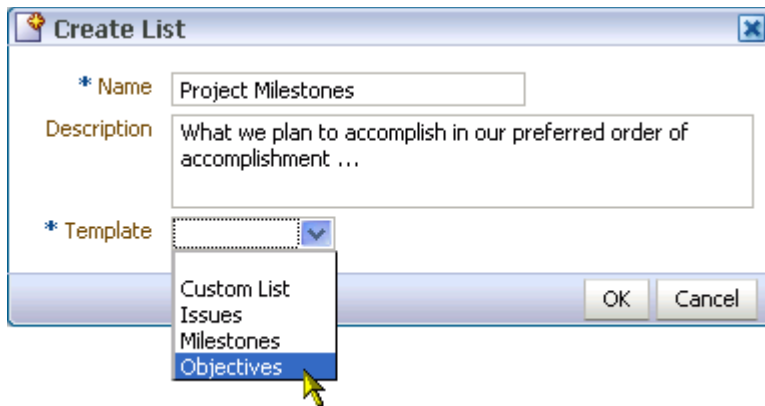 Create List
* Name Project Milestones
Description What we plan to accomplish in our preferred order of
accomplishment ...
* Template
Custom List
Issues
OK Cancel
Milestones
Objectives